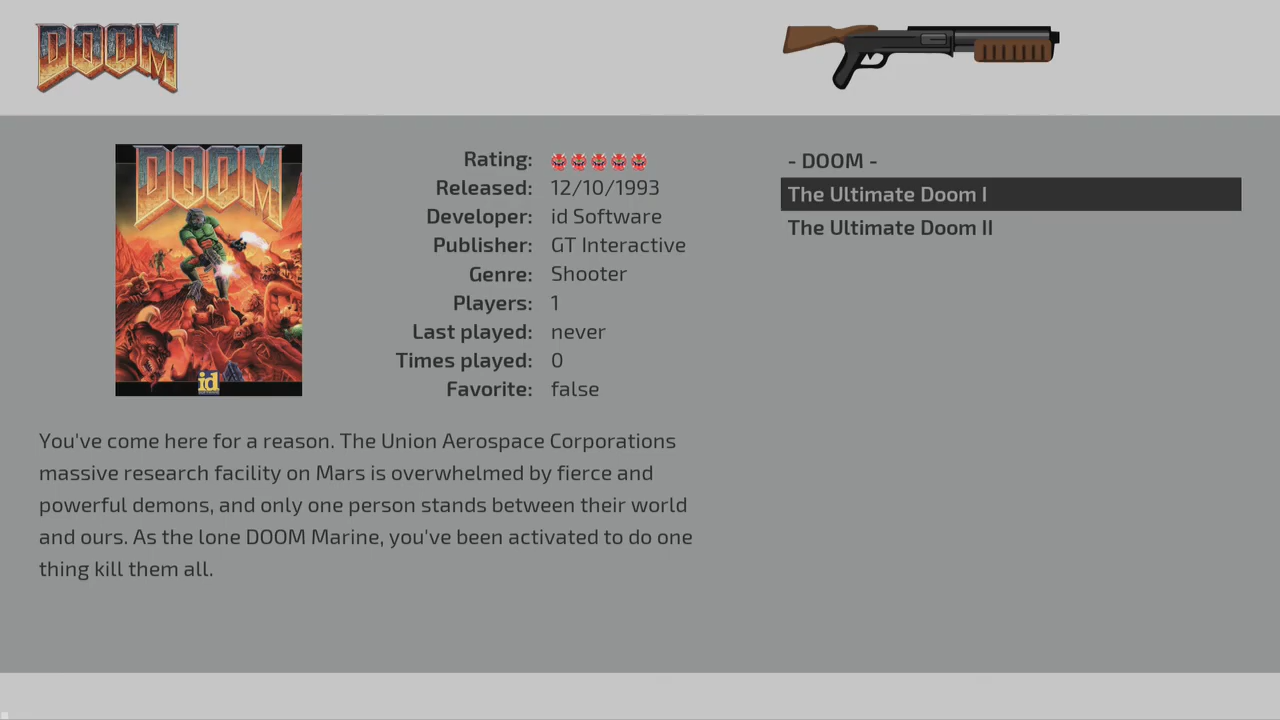 DOOM
DOOM
id
Rating:
Released: 12/10/1993
Developer: id Software
Publisher: GT Interactive
Genre: Shooter
Players: 1
Last played: never
Times played: 0
Favorite: false
You've come here for a reason. The Union Aerospace Corporations
massive research facility on Mars is overwhelmed by fierce and
powerful demons, and only one person stands between their world
and ours. As the lone DOOM Marine, you've been activated to do one
thing kill them all.
- DOOM -
The Ultimate Doom I
The Ultimate Doom II